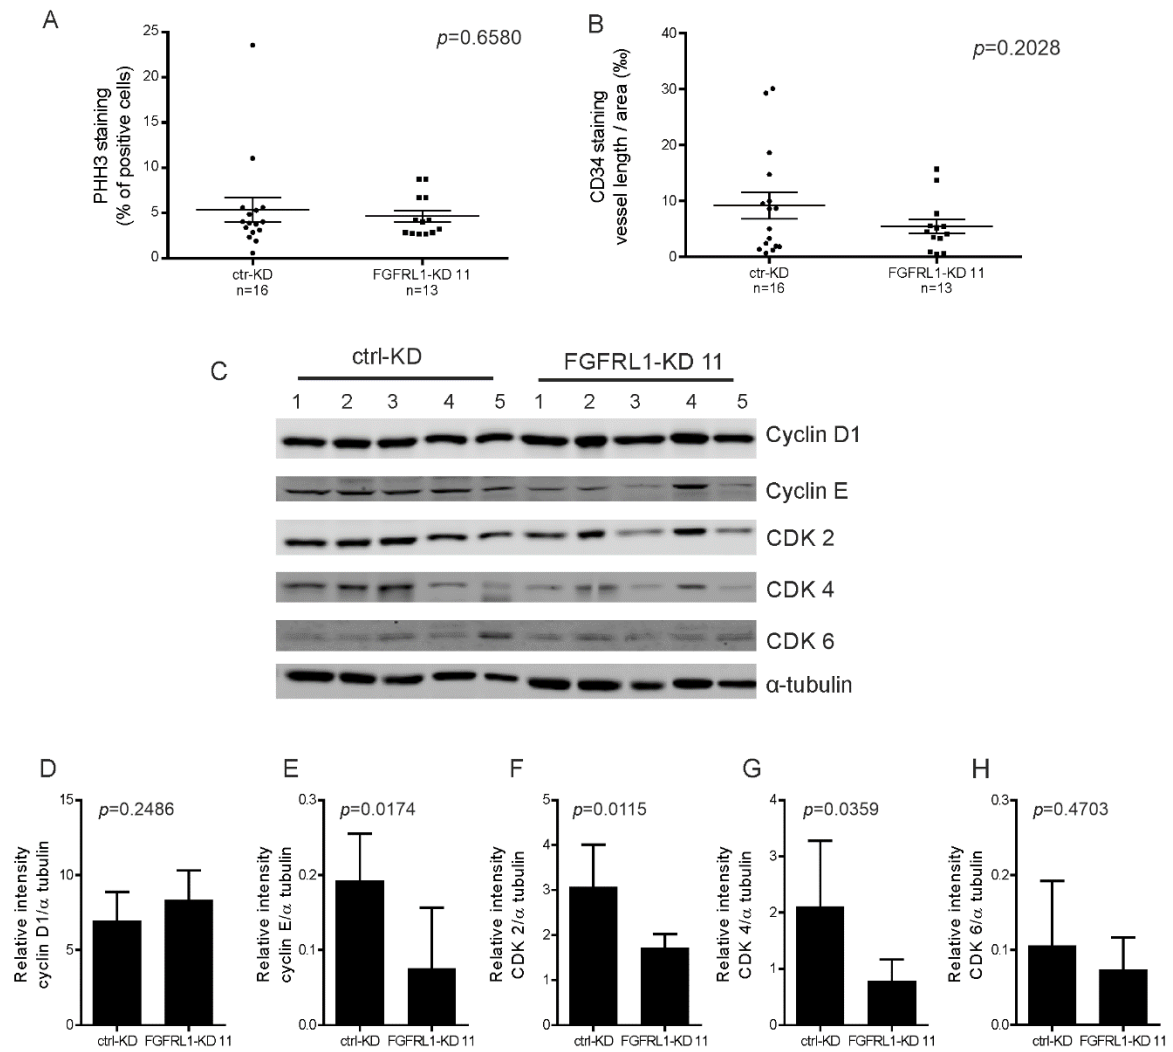 A
PHH3 staining
(% of positive cells)
25
20
15
10
5
0
p=0.6580
ctr-KD
n=16
FGFRL1-KD 11
n=13
B
CD34 staining
vessel length / area (‰)
40
30
20
10
0
p=0.2028
ctr-KD
n=16
FGFRL1-KD 11
n=13
C
ctrl-KD
FGFRL1-KD 11
1 2 3 4 5 1 2 3 4 5
Cyclin D1
Cyclin E
CDK 2
CDK 4
CDK 6
α-tubulin
D
Relative intensity
cyclin D1/α tubulin
15
10
5
0
p=0.2486
ctrl-KD FGFRL1-KD 11
E
Relative intensity
cyclin E/α tubulin
0.3
0.2
0.1
0.0
p=0.0174
ctrl-KD FGFRL1-KD 11
F
Relative intensity
CDK 2/α tubulin
5
4
3
2
1
0
p=0.0115
ctrl-KD FGFRL1-KD 11
G
Relative intensity
CDK 4/α tubulin
4
3
2
1
0
p=0.0359
ctrl-KD FGFRL1-KD 11
H
Relative intensity
CDK 6/α tubulin
0.3
0.2
0.1
0.0
p=0.4703
ctrl-KD FGFRL1-KD 11